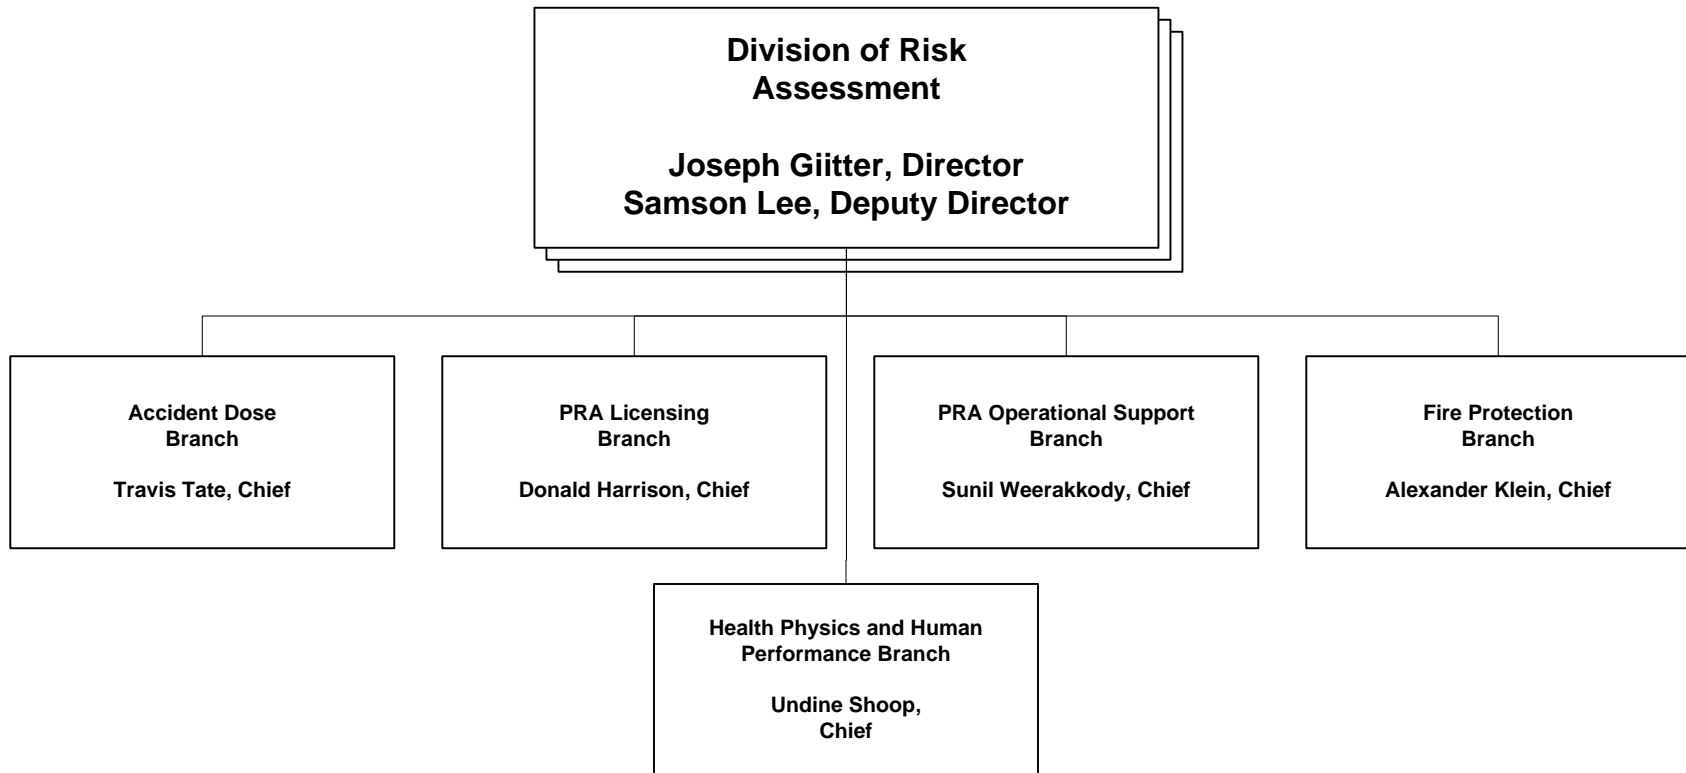 Division of Risk
Assessment
Joseph Giitter, Director
Samson Lee, Deputy Director
Accident Dose
Branch
Travis Tate, Chief
PRA Licensing
Branch
Donald Harrison, Chief
PRA Operational Support
Branch
Sunil Weerakkody, Chief
Fire Protection
Branch
Alexander Klein, Chief
Health Physics and Human
Performance Branch
Undine Shoop,
Chief